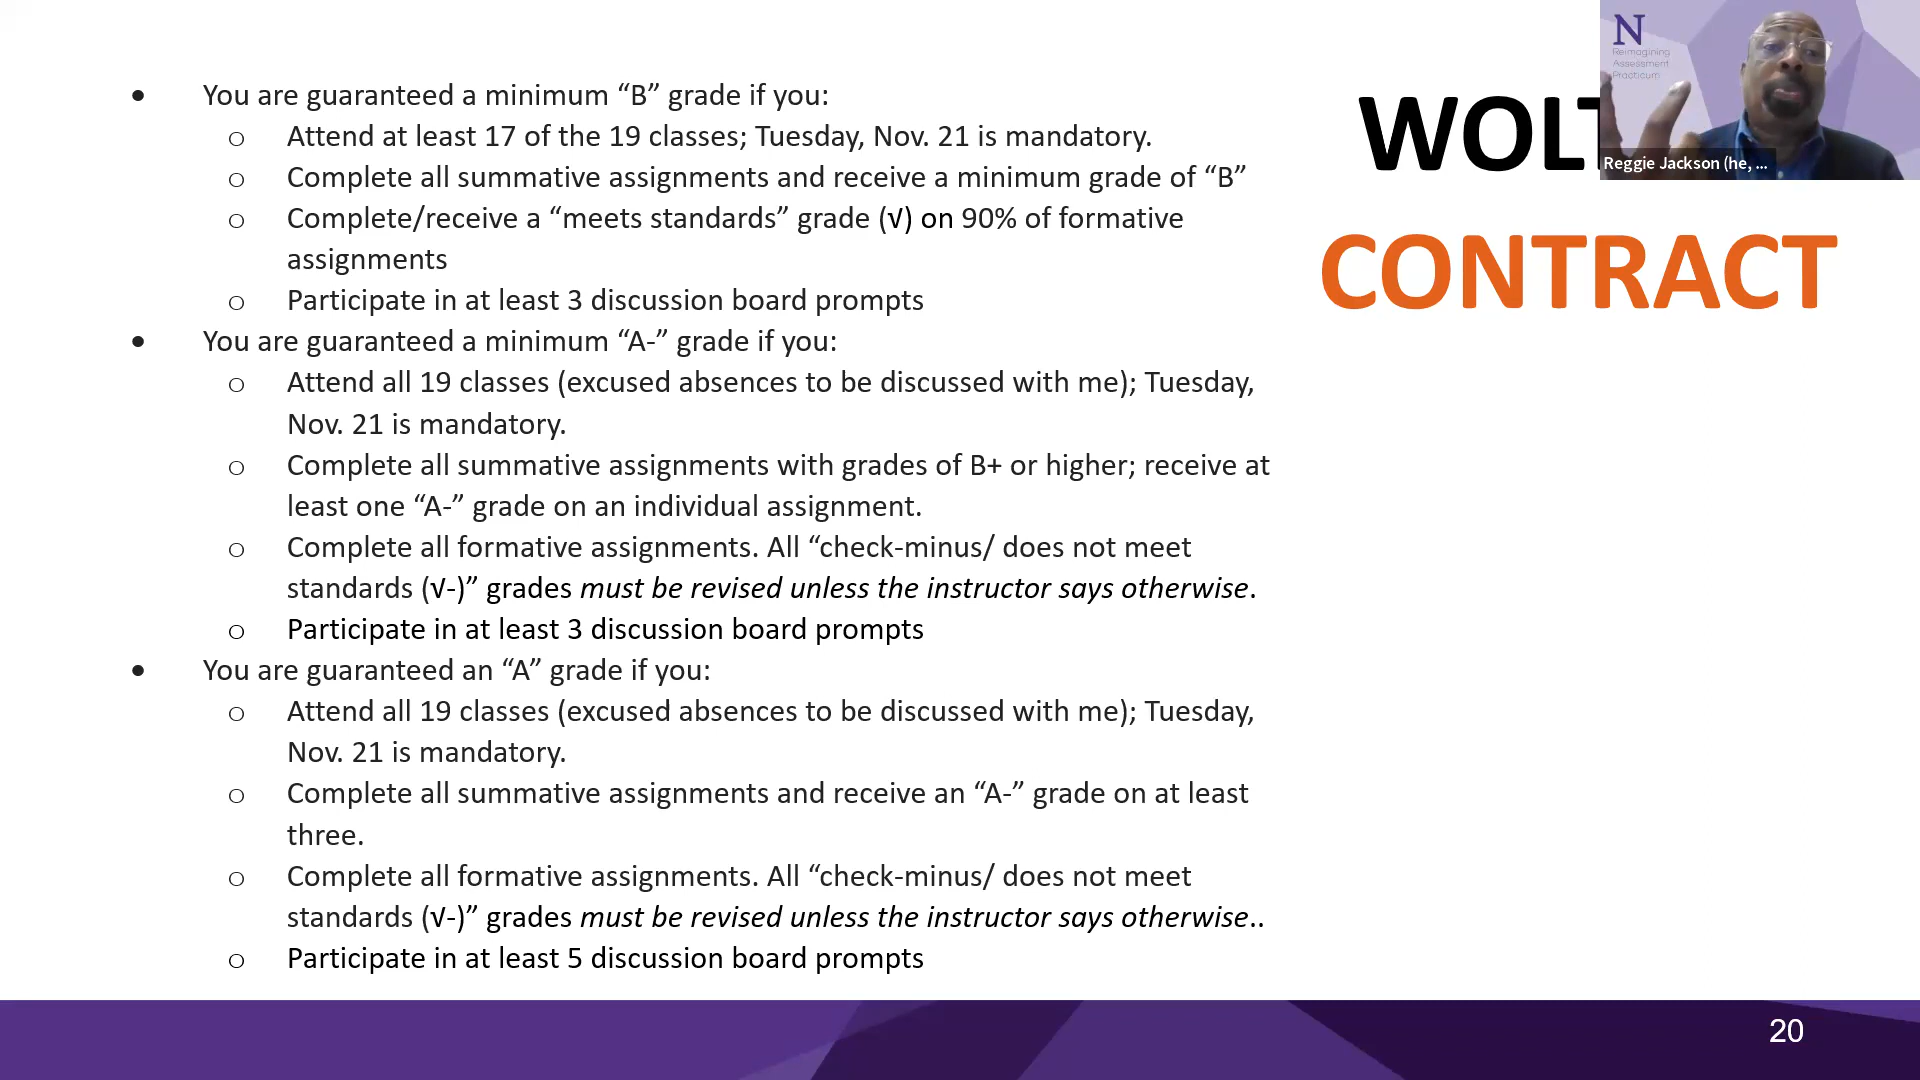 • You are guaranteed a minimum “B” grade if you:
o Attend at least 17 of the 19 classes; Tuesday, Nov. 21 is mandatory.
o Complete all summative assignments and receive a minimum grade of “B”
o Complete/receive a “meets standards” grade (√) on 90% of formative
assignments
o Participate in at least 3 discussion board prompts
• You are guaranteed a minimum “A-” grade if you:
o Attend all 19 classes (excused absences to be discussed with me); Tuesday,
Nov. 21 is mandatory.
o Complete all summative assignments with grades of B+ or higher; receive at
least one “A-” grade on an individual assignment.
o Complete all formative assignments. All “check-minus/ does not meet
standards (√-)” grades must be revised unless the instructor says otherwise.
o Participate in at least 3 discussion board prompts
• You are guaranteed an “A” grade if you:
o Attend all 19 classes (excused absences to be discussed with me); Tuesday,
Nov. 21 is mandatory.
o Complete all summative assignments and receive an “A-” grade on at least
three.
o Complete all formative assignments. All “check-minus/ does not meet
standards (√-)” grades must be revised unless the instructor says otherwise..
o Participate in at least 5 discussion board prompts
CONTRACT
N
Reimagining
Assessment
Practicum
Reggie Jackson (he, ...
20